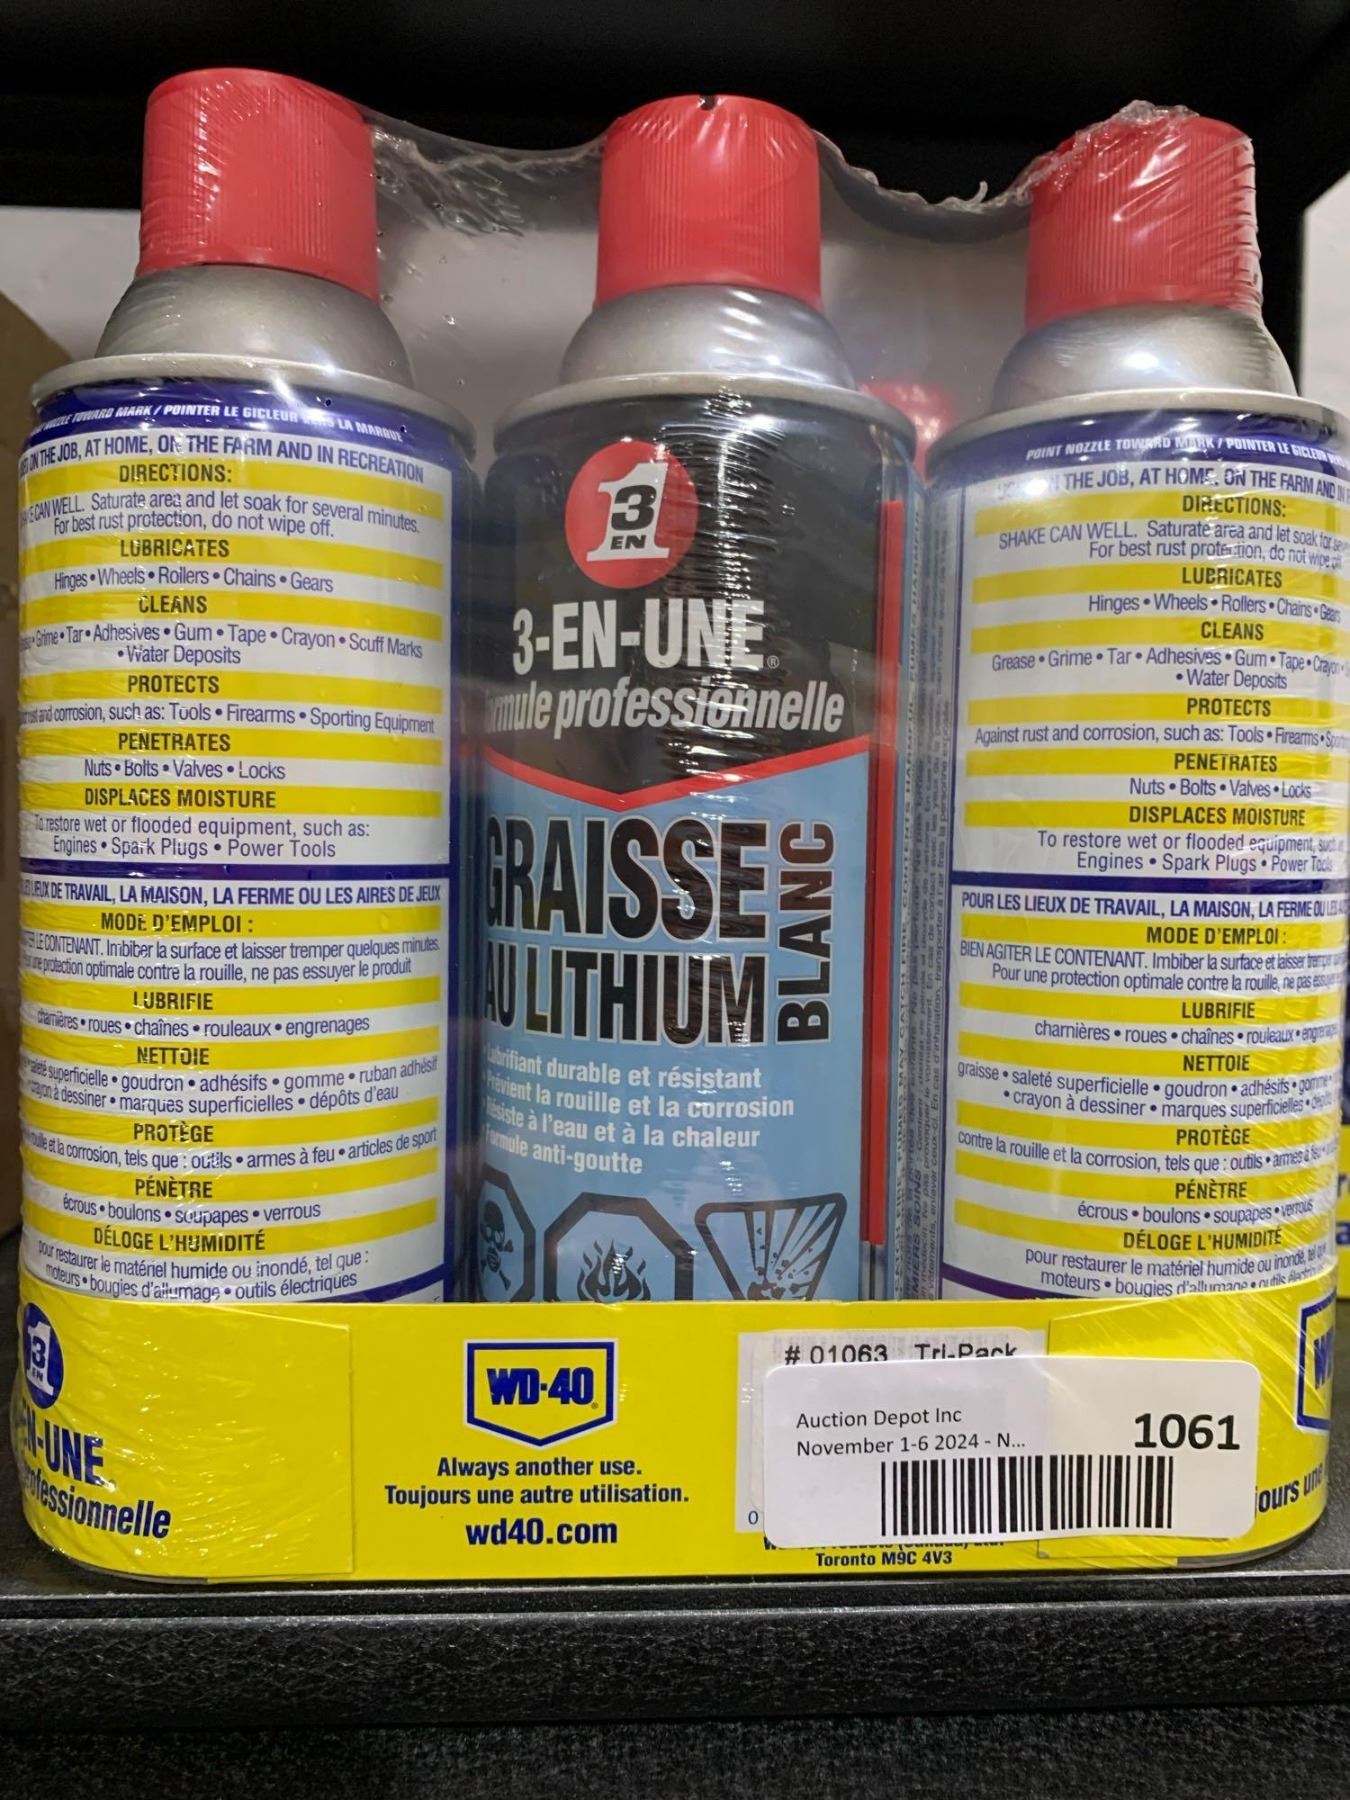 NOZZLE TOWARD MARK / POINTER LE GICLEUR VERS LA MARQUE
ON THE JOB, AT HOME, ON THE FARM AND IN RECREATION
DIRECTIONS:
SHAKE CAN WELL. Saturate area and let soak for several minutes.
For best rust protection, do not wipe off.
LUBRICATES
Hinges • Wheels • Rollers • Chains • Gears
CLEANS
Grime • Tar • Adhesives • Gum • Tape • Crayon • Scuff Marks
• Water Deposits
PROTECTS
rust and corrosion, such as: Tools • Firearms • Sporting Equipment
PENETRATES
Nuts • Bolts • Valves • Locks
DISPLACES MOISTURE
To restore wet or flooded equipment, such as:
Engines • Spark Plugs • Power Tools
LIEUX DE TRAVAIL, LA MAISON, LA FERME OU LES AIRES DE JEUX
MODE D'EMPLOI :
LE CONTENANT. Imbiber la surface et laisser tremper quelques minutes.
une protection optimale contre la rouille, ne pas essuyer le produit
LUBRIFIE
charnières • roues • chaînes • rouleaux • engrenages
NETTOIE
saleté superficielle • goudron • adhésifs • gomme • ruban adhésif
• crayon à dessiner • marques superficielles • dépôts d'eau
PROTÈGE
rouille et la corrosion, tels que : outils • armes à feu • articles de sport
PÉNÈTRE
écrous • boulons • soupapes • verrous
DÉLOGE L'HUMIDITÉ
pour restaurer le matériel humide ou inondé, tel que :
moteurs • bougies d'allumage • outils électriques
3
EN
1
3-EN-UNE®
formule professionnelle
GRAISSE
AU LITHIUM
BLANC
Lubrifiant durable et résistant
Prévient la rouille et la corrosion
Résiste à l'eau et à la chaleur
Formule anti-goutte
POINT NOZZLE TOWARD MARK / POINTER LE GICLEUR
THE JOB, AT HOME, ON THE FARM AND IN
DIRECTIONS:
SHAKE CAN WELL. Saturate area and let soak for
For best rust protection, do not wipe off.
LUBRICATES
Hinges • Wheels • Rollers • Chains • Gears
CLEANS
Grease • Grime • Tar • Adhesives • Gum • Tape • Crayon
• Water Deposits
PROTECTS
Against rust and corrosion, such as: Tools • Firearms •
PENETRATES
Nuts • Bolts • Valves • Locks
DISPLACES MOISTURE
To restore wet or flooded equipment,
Engines • Spark Plugs • Power Tools
POUR LES LIEUX DE TRAVAIL, LA MAISON, LA FERME OU LES
MODE D'EMPLOI :
BIEN AGITER LE CONTENANT. Imbiber la surface et laisser
Pour une protection optimale contre la rouille, ne pas
LUBRIFIE
charnières • roues • chaînes • rouleaux •
NETTOIE
graisse • saleté superficielle • goudron • adhésifs • gomme
• crayon à dessiner • marques superficielles •
PROTÈGE
contre la rouille et la corrosion, tels que : outils • armes à feu
PÉNÈTRE
écrous • boulons • soupapes • verrous
DÉLOGE L'HUMIDITÉ
pour restaurer le matériel humide ou inondé, tel
moteurs • bougies d'allumage •
3
EN
EN-UNE
professionnelle
WD-40®
Always another use.
Toujours une autre utilisation.
wd40.com
# 01063 Tri-Pack
Auction Depot Inc
November 1-6 2024 - N...
1061
0
Toronto M9C 4V3